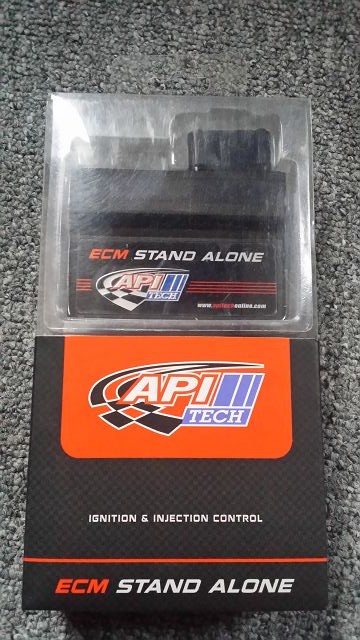 ECM STAND ALONE
API
TECH
www.apitechonline.com
API
TECH
IGNITION & INJECTION CONTROL
ECM STAND ALONE